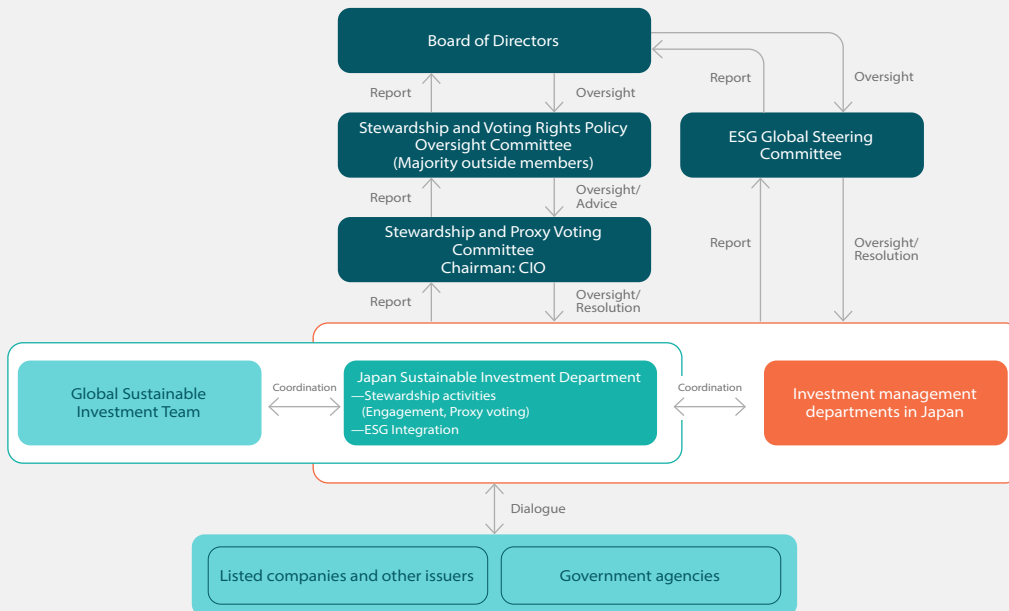 Board of Directors
Report
Oversight
Report
Oversight
Stewardship and Voting Rights Policy
Oversight Committee
(Majority outside members)
ESG Global Steering
Committee
Report
Oversight/
Advice
Stewardship and Proxy Voting
Committee
Chairman: CIO
Report
Oversight/
Resolution
Report
Oversight/
Resolution
Global Sustainable
Investment Team
Coordination
Japan Sustainable Investment Department
—Stewardship activities
(Engagement, Proxy voting)
—ESG Integration
Coordination
Investment management
departments in Japan
Dialogue
Listed companies and other issuers
Government agencies